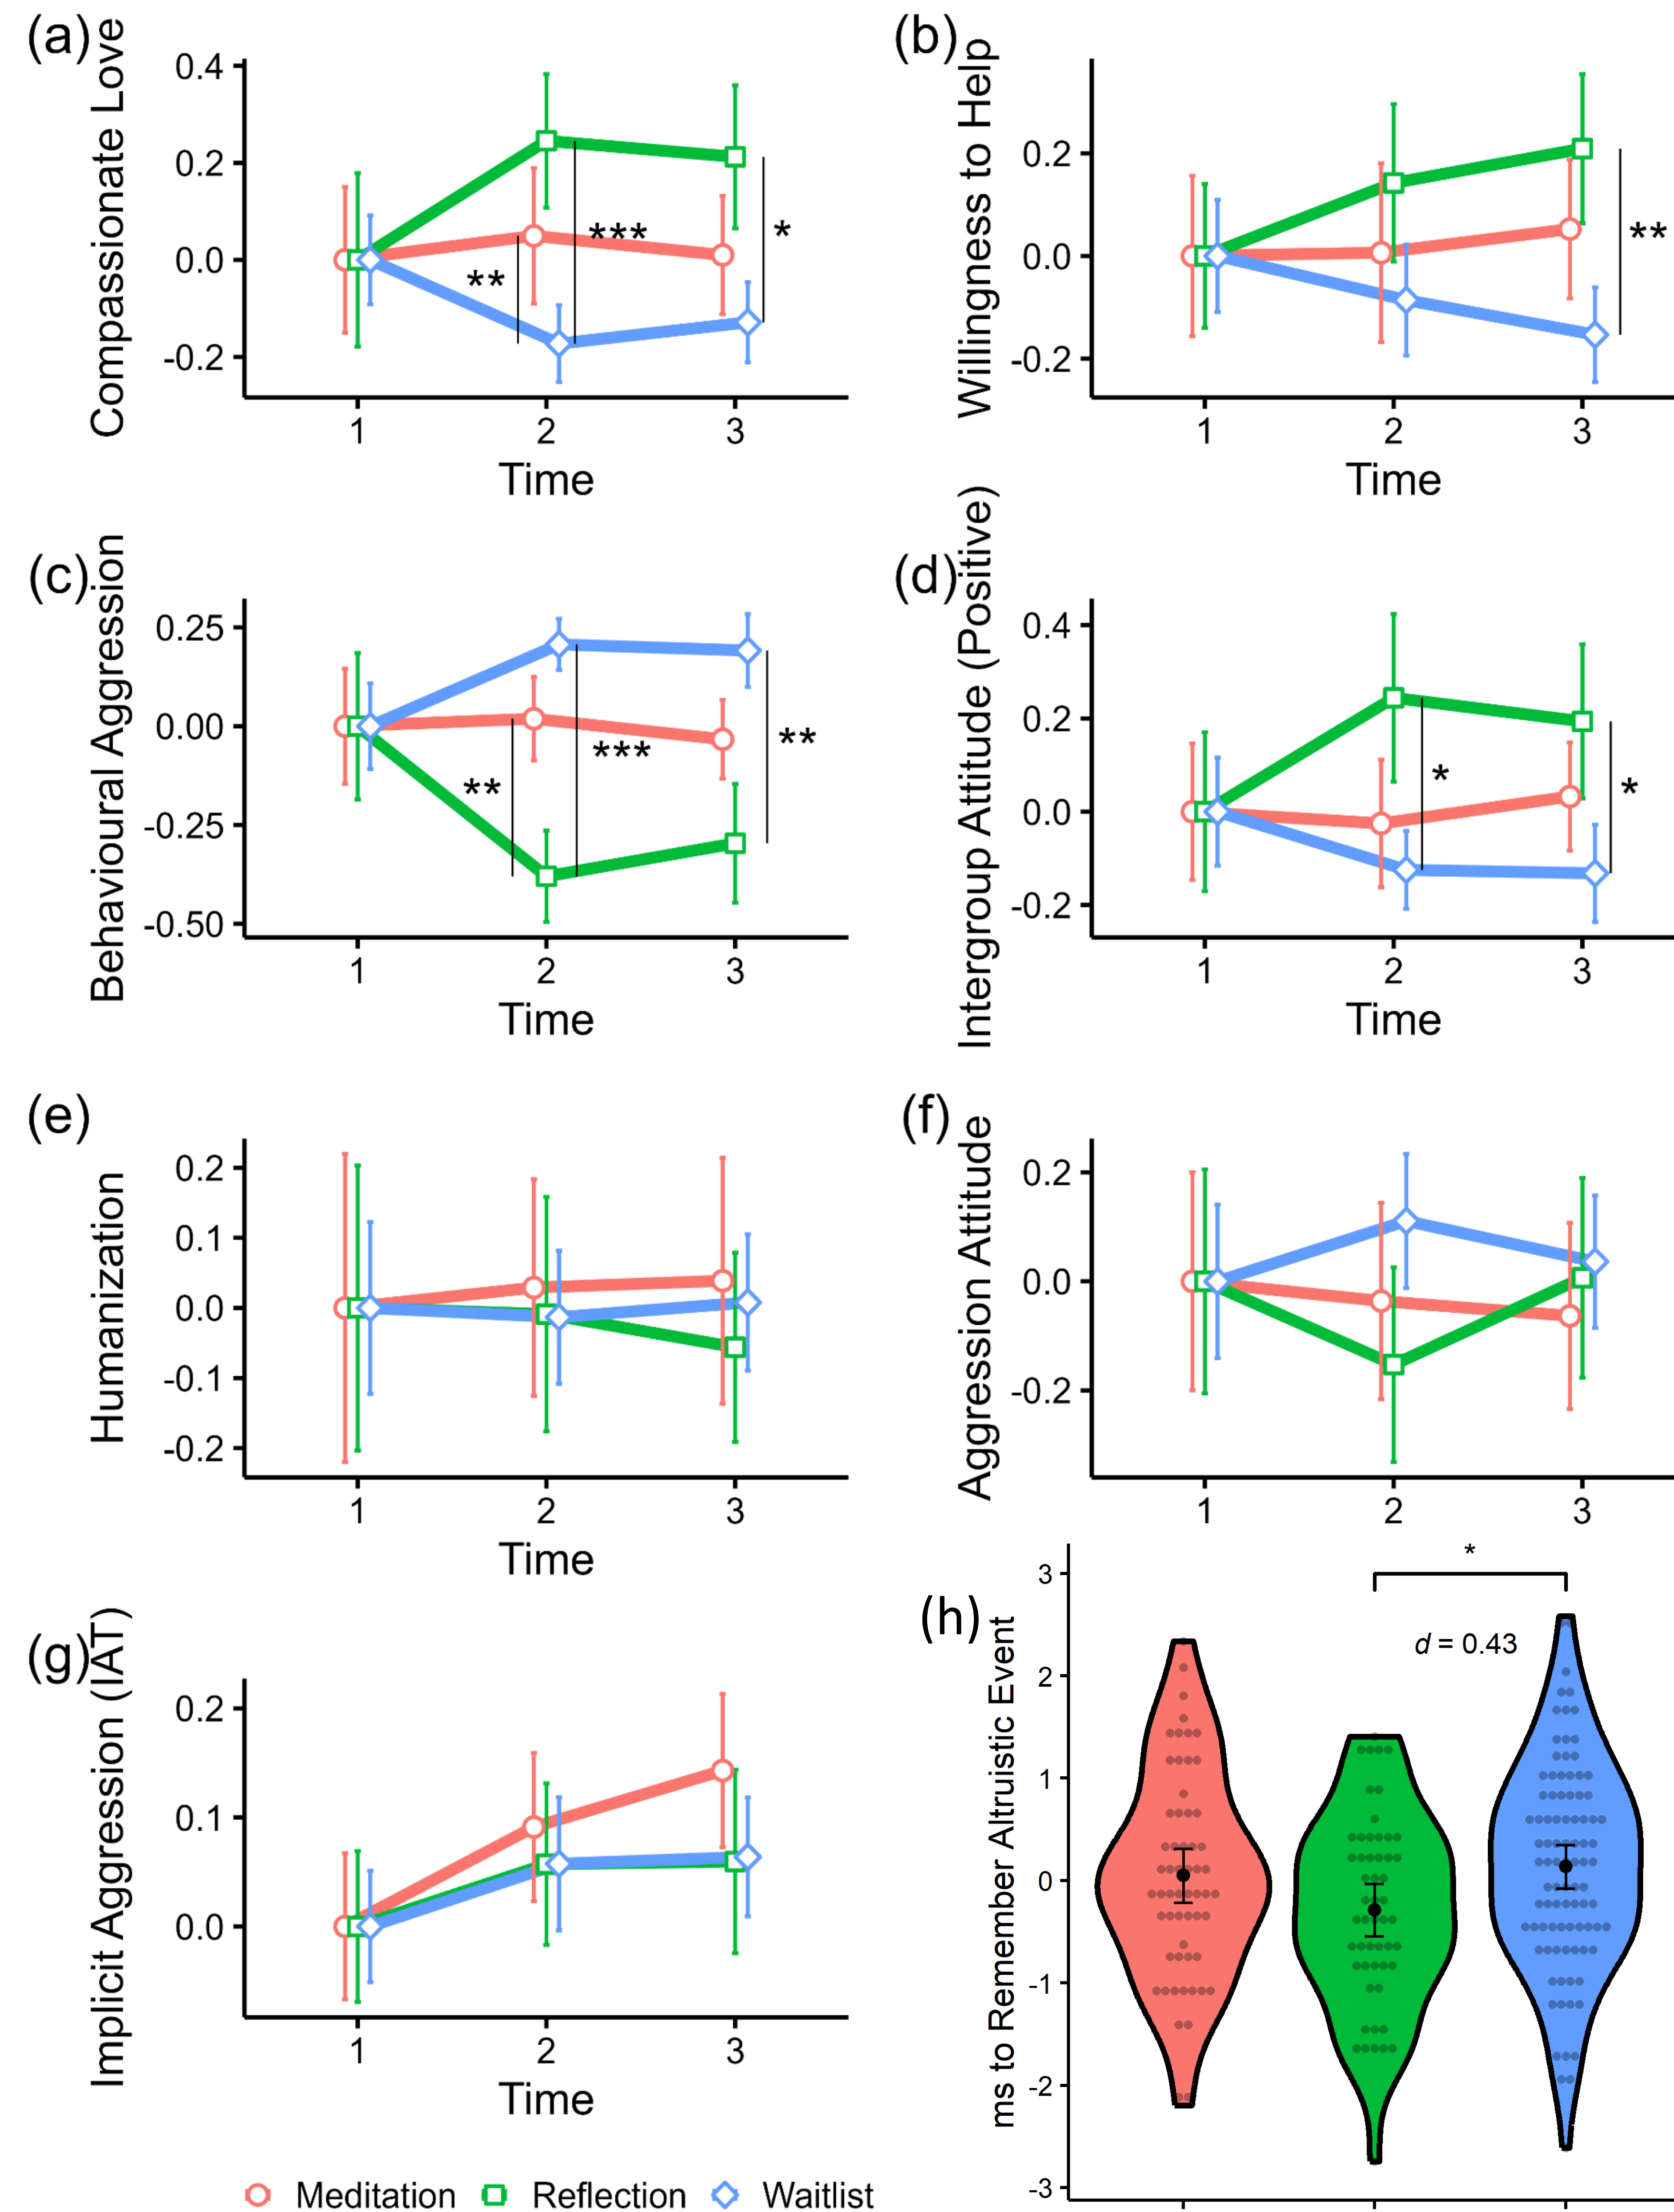 (a)
Compassionate Love
0.4
0.2
0.0
-0.2
***
**
*
1 2 3
Time
(b)
Willingness to Help
0.2
0.0
-0.2
**
1 2 3
Time
(c)
Behavioural Aggression
0.25
0.00
-0.25
-0.50
**
***
**
1 2 3
Time
(d)
Intergroup Attitude (Positive)
0.4
0.2
0.0
-0.2
*
*
1 2 3
Time
(e)
Humanization
0.2
0.1
0.0
-0.1
-0.2
1 2 3
Time
(f)
Aggression Attitude
0.2
0.0
-0.2
1 2 3
(g)
Implicit Aggression (IAT)
0.2
0.1
0.0
1 2 3
Time
(h)
ms to Remember Altruistic Event
3
2
1
0
-1
-2
-3
*
d = 0.43
Meditation Reflection Waitlist